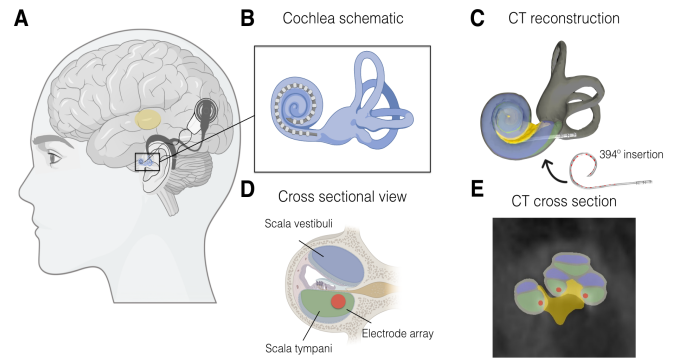 A
B Cochlea schematic
C CT reconstruction
394° insertion
D Cross sectional view
Scala vestibuli
Electrode array
Scala tympani
E CT cross section